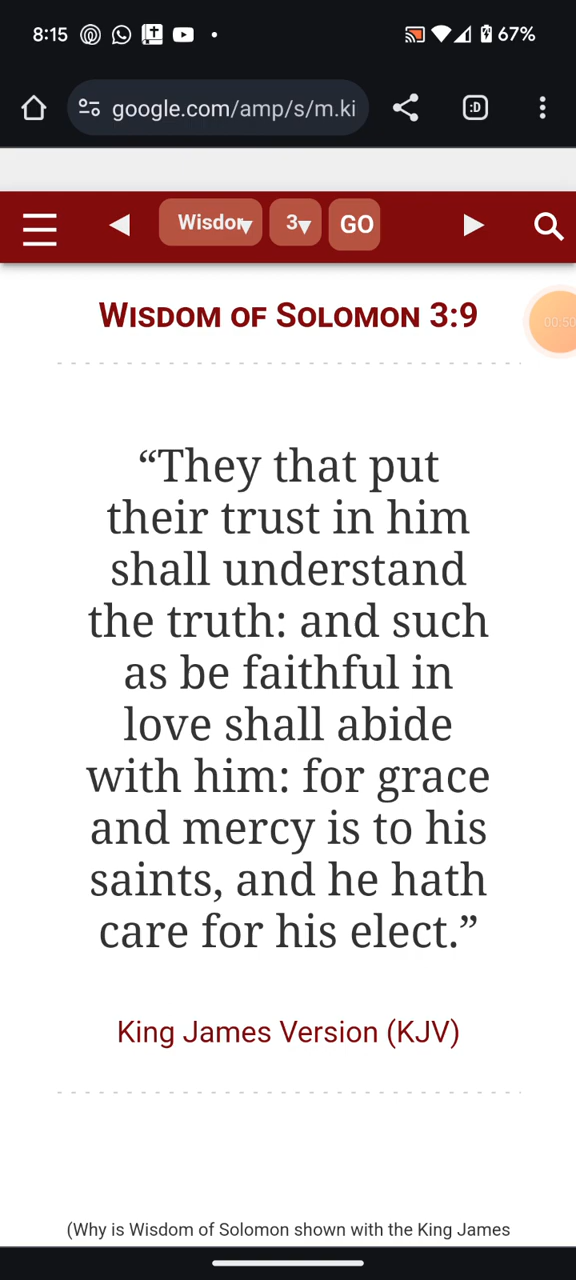 8:15
67%
google.com/amp/s/m.ki
:D
Wisdom
3
GO
WISDOM OF SOLOMON 3:9
00:50
“They that put
their trust in him
shall understand
the truth: and such
as be faithful in
love shall abide
with him: for grace
and mercy is to his
saints, and he hath
care for his elect.”
King James Version (KJV)
(Why is Wisdom of Solomon shown with the King James